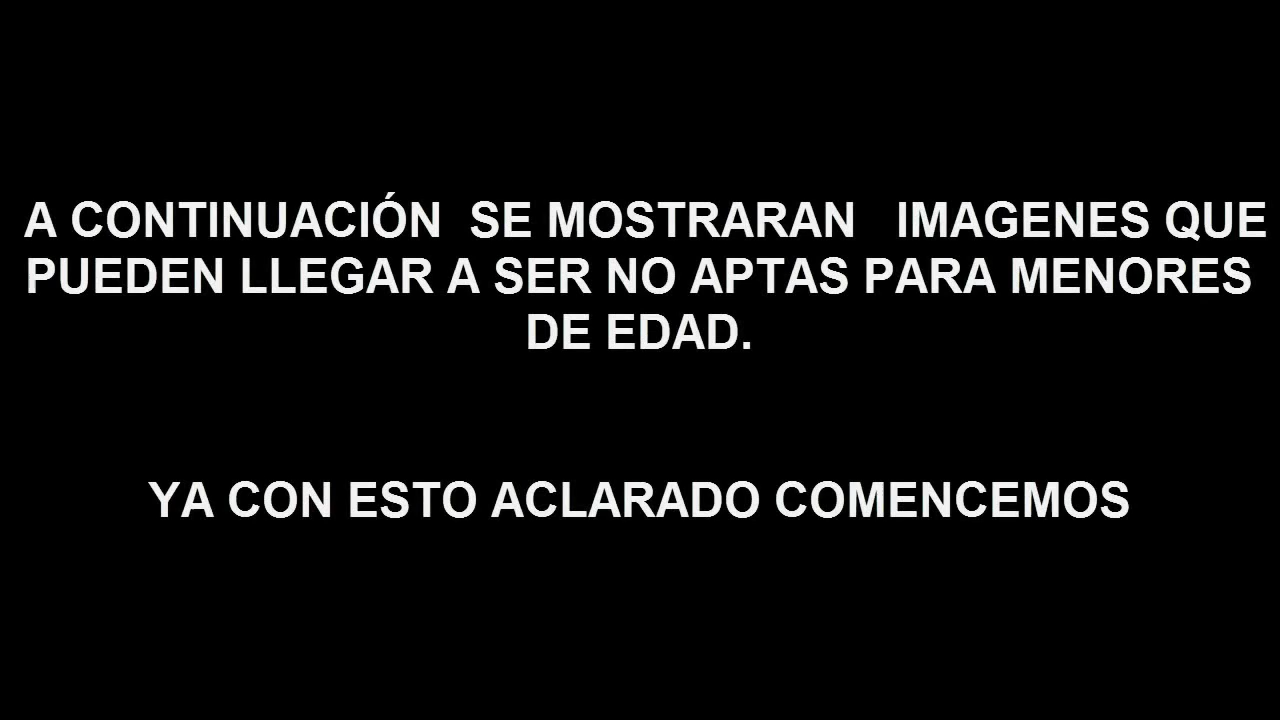 A CONTINUACIÓN SE MOSTRARAN IMAGENES QUE
PUEDEN LLEGAR A SER NO APTAS PARA MENORES
DE EDAD.
YA CON ESTO ACLARADO COMENCEMOS